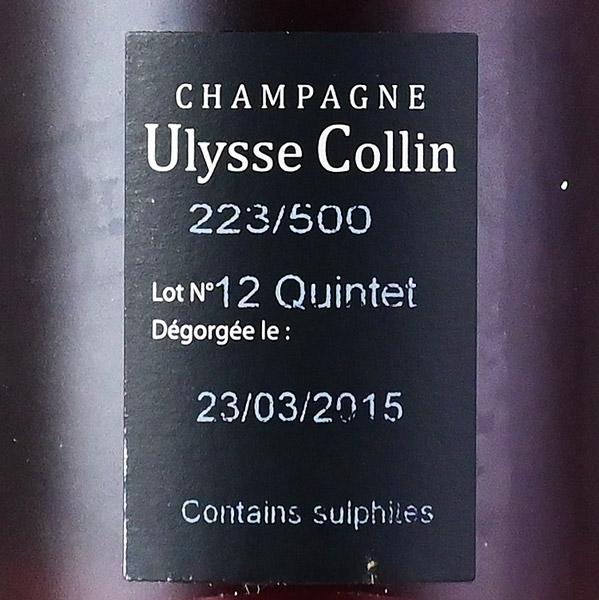 CHAMPAGNE
Ulysse Collin
223/500
Lot N°12 Quintet
Dégorgée le :
23/03/2015
Contains sulphites